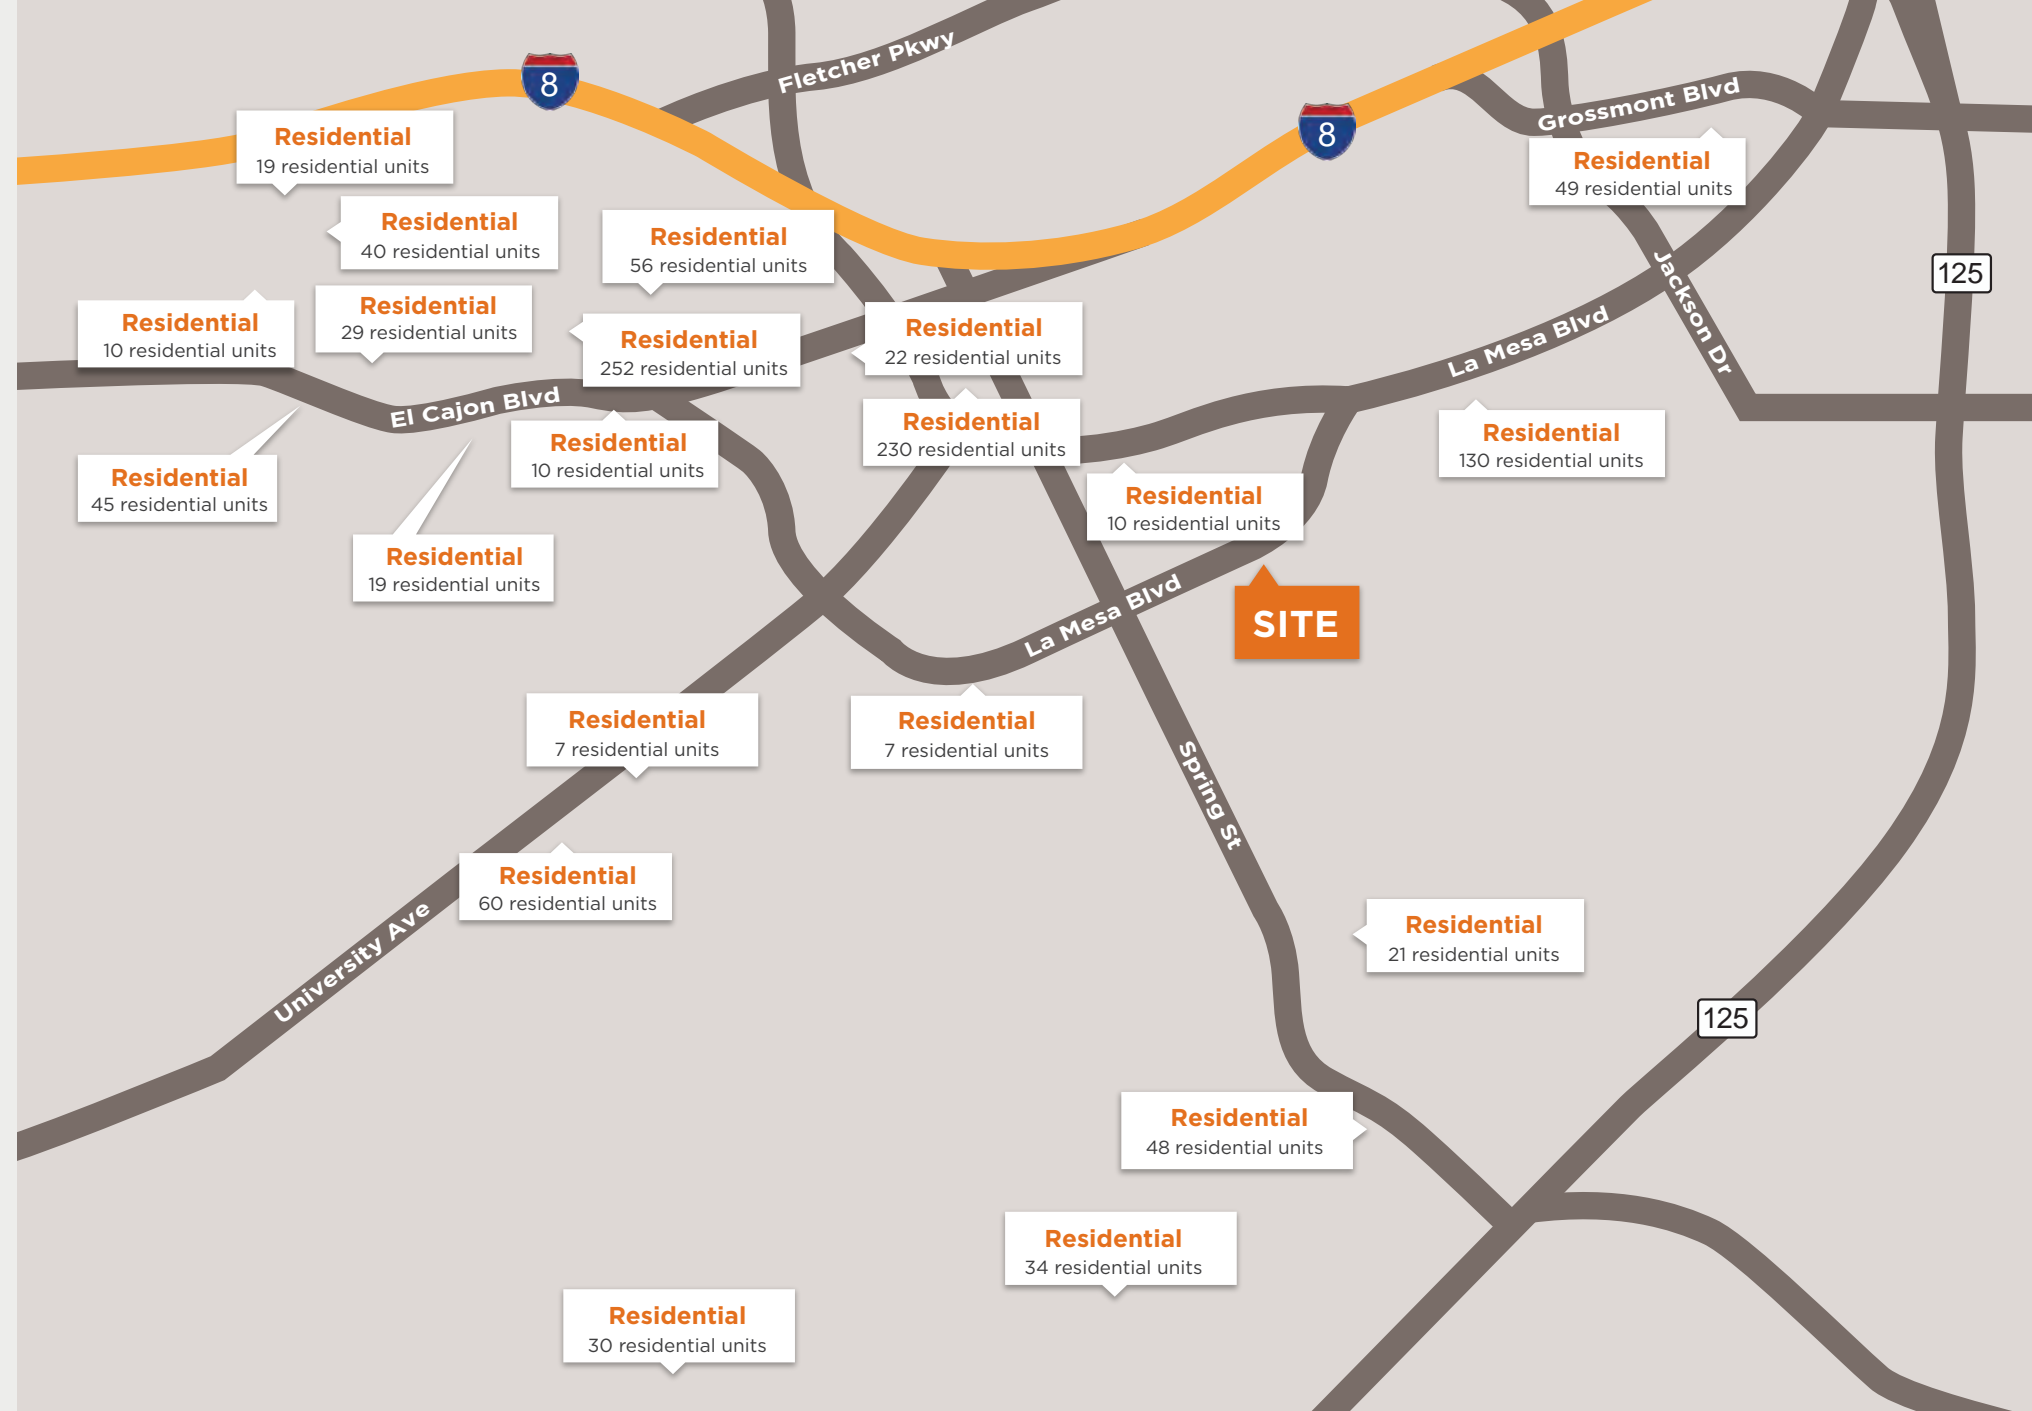 Fletcher Pkwy
8
8
Grossmont Blvd
Residential
19 residential units
Residential
49 residential units
Residential
40 residential units
Residential
56 residential units
125
Jackson Dr
Residential
10 residential units
Residential
29 residential units
Residential
252 residential units
Residential
22 residential units
La Mesa Blvd
El Cajon Blvd
Residential
230 residential units
Residential
130 residential units
Residential
10 residential units
Residential
45 residential units
Residential
10 residential units
Residential
19 residential units
La Mesa Blvd
SITE
Residential
7 residential units
Residential
7 residential units
Spring St
Residential
60 residential units
University Ave
Residential
21 residential units
125
Residential
48 residential units
Residential
34 residential units
Residential
30 residential units